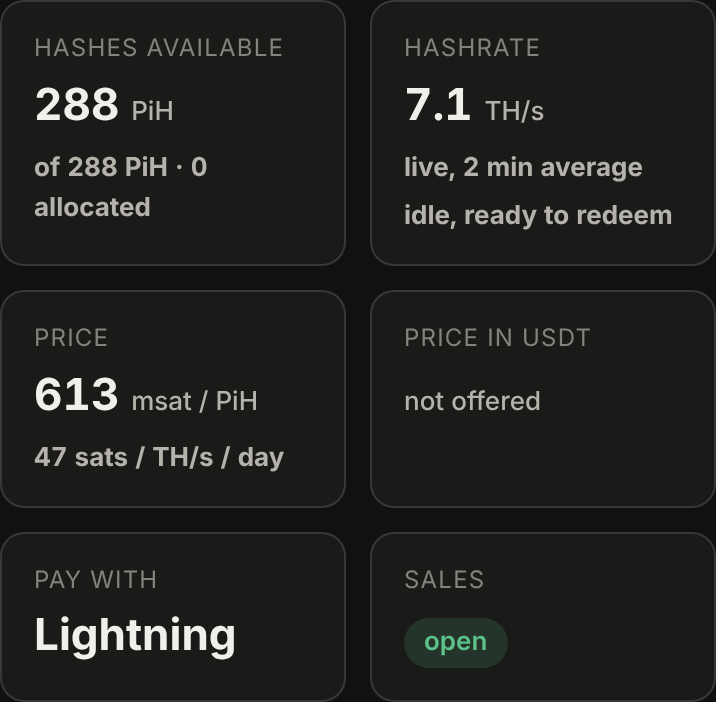 HASHES AVAILABLE
288 PiH
of 288 PiH · 0
allocated
HASHRATE
7.1 TH/s
live, 2 min average
idle, ready to redeem
PRICE
613 msat / PiH
47 sats / TH/s / day
PRICE IN USDT
not offered
PAY WITH
Lightning
SALES
open